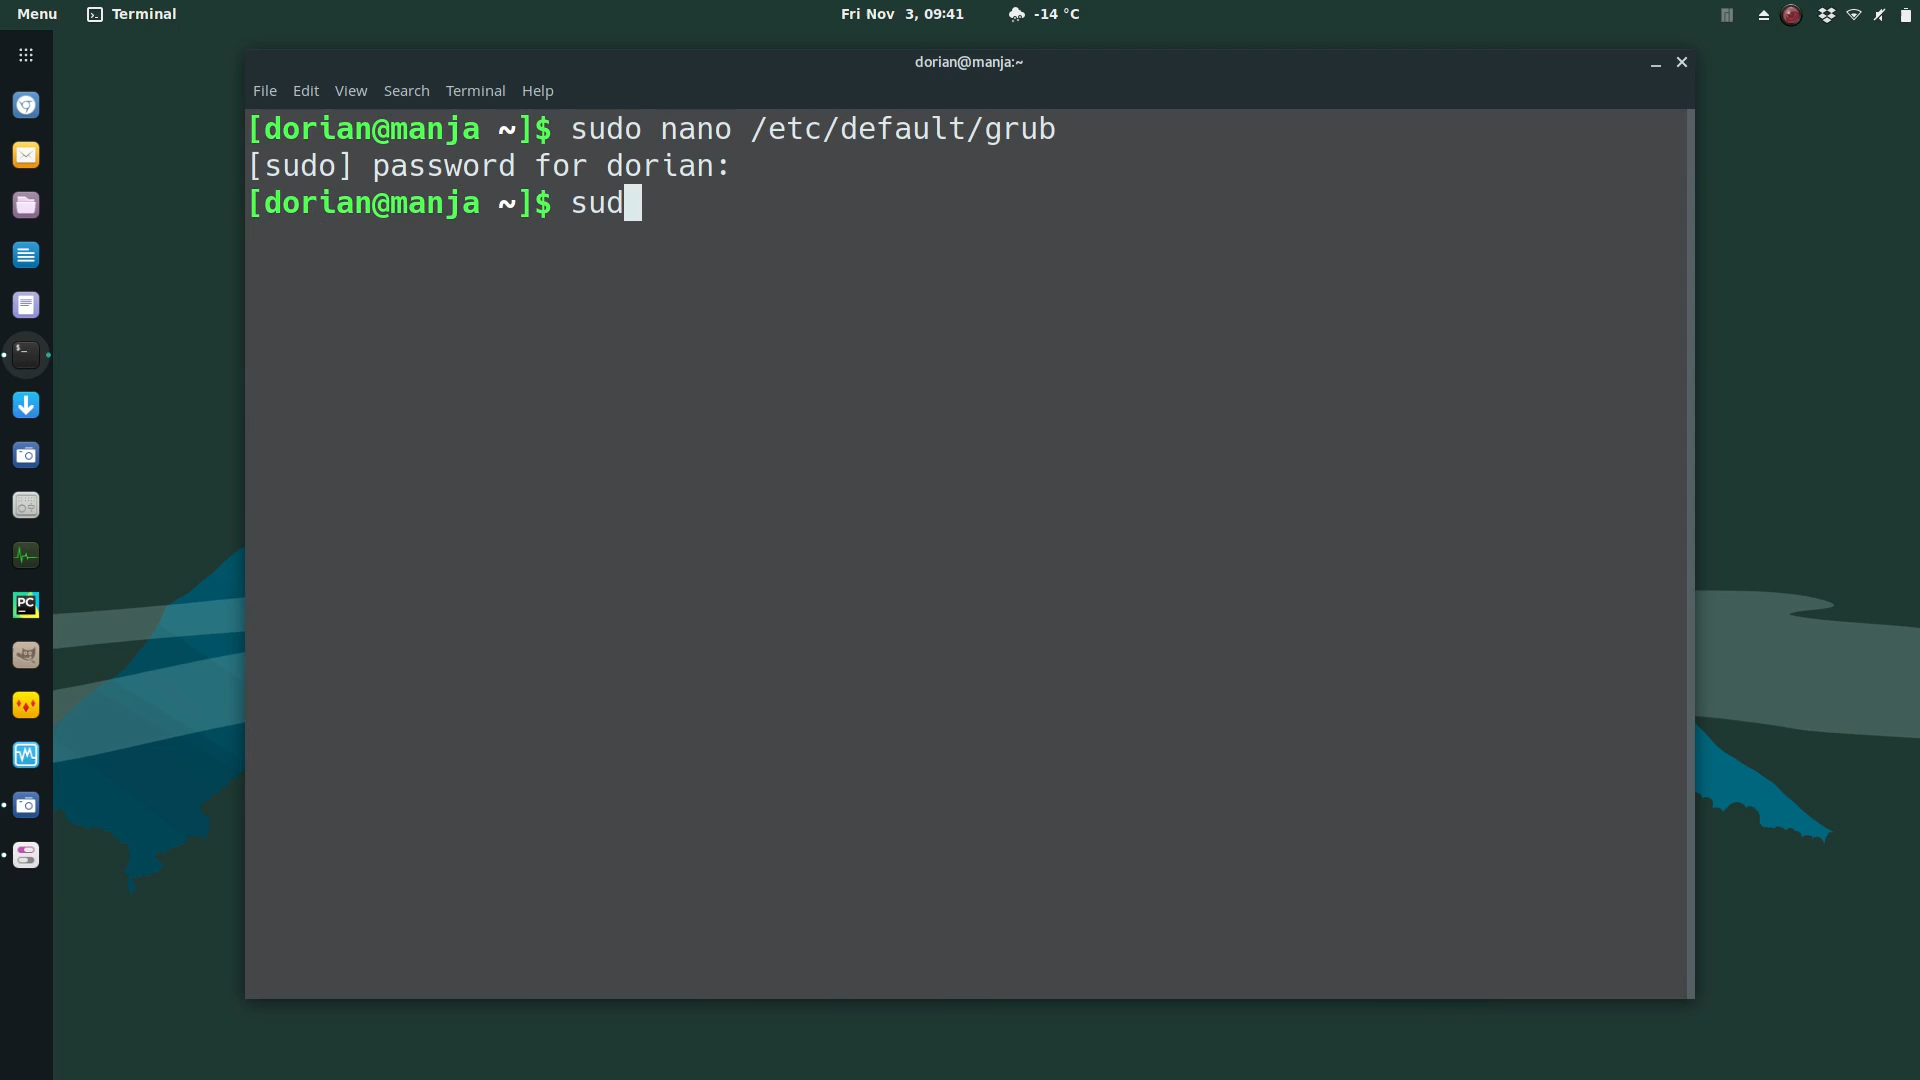 Menu Terminal Fri Nov 3, 09:41 -14 °C
dorian@manja:~
File Edit View Search Terminal Help
[dorian@manja ~]$ sudo nano /etc/default/grub
[sudo] password for dorian:
[dorian@manja ~]$ sud
$_
PC